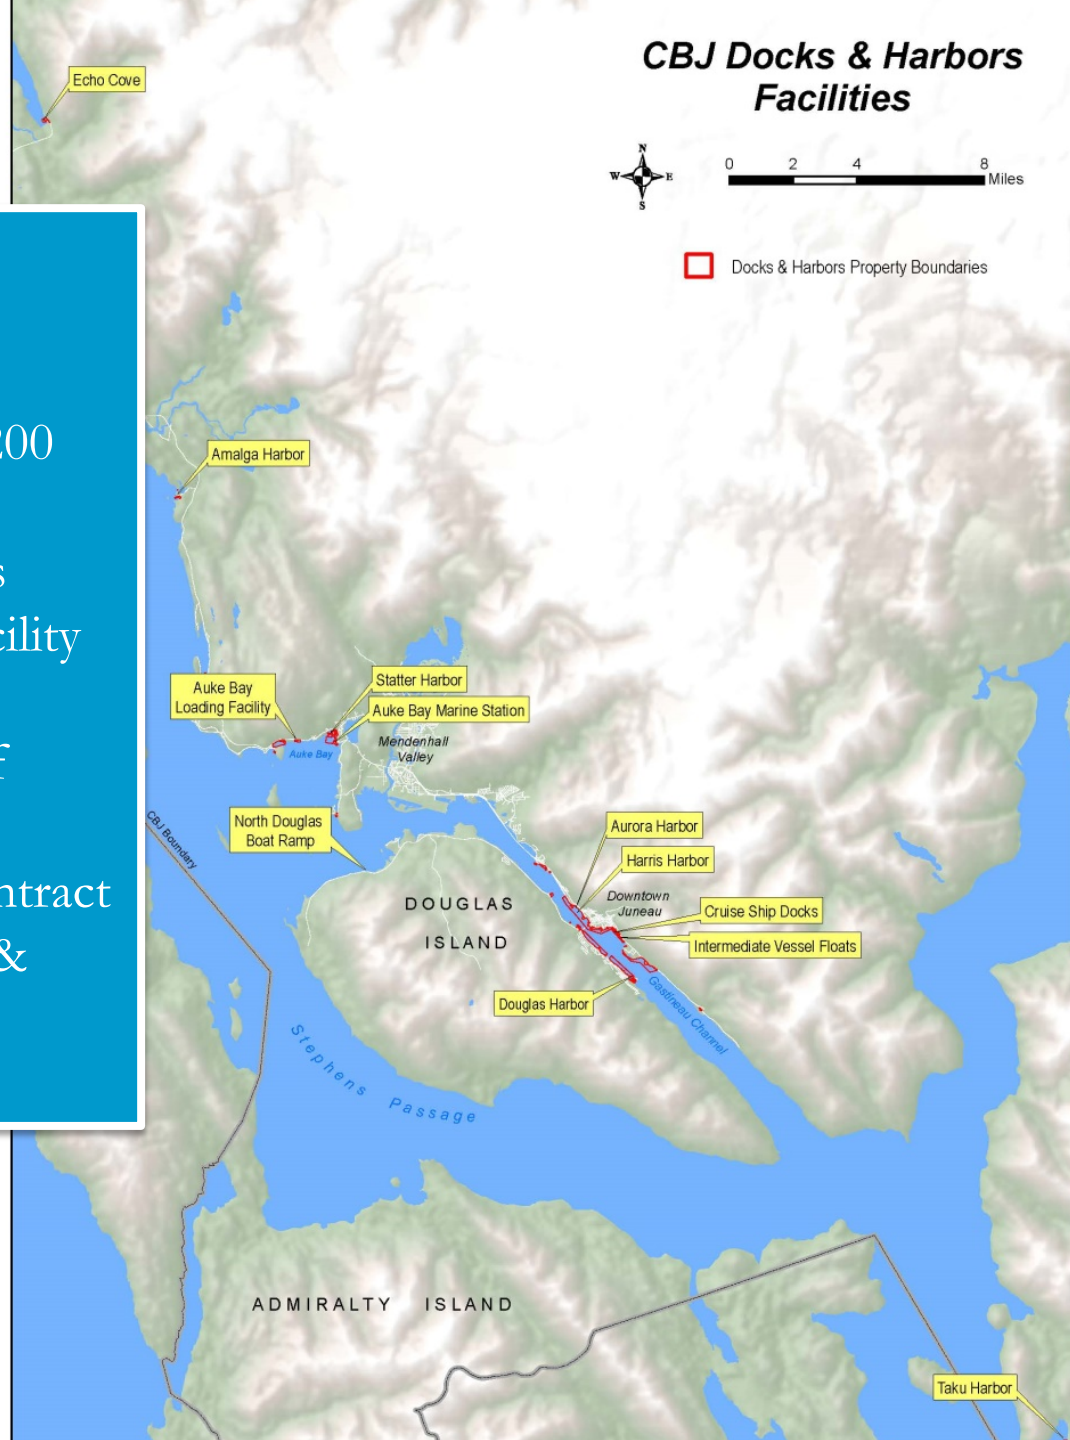 CBJ Docks & Harbors
Facilities
N
W E
S
0 2 4 8
Miles
Docks & Harbors Property Boundaries
Echo Cove
200
s
cility
f
ntract
&
Amalga Harbor
Auke Bay
Loading Facility
Statter Harbor
Auke Bay Marine Station
Auke Bay
Mendenhall
Valley
North Douglas
Boat Ramp
CBJ Boundary
Aurora Harbor
Harris Harbor
Downtown
Juneau
Cruise Ship Docks
Intermediate Vessel Floats
DOUGLAS
ISLAND
Douglas Harbor
Gastineau Channel
Stephens Passage
ADMIRALTY ISLAND
Taku Harbor